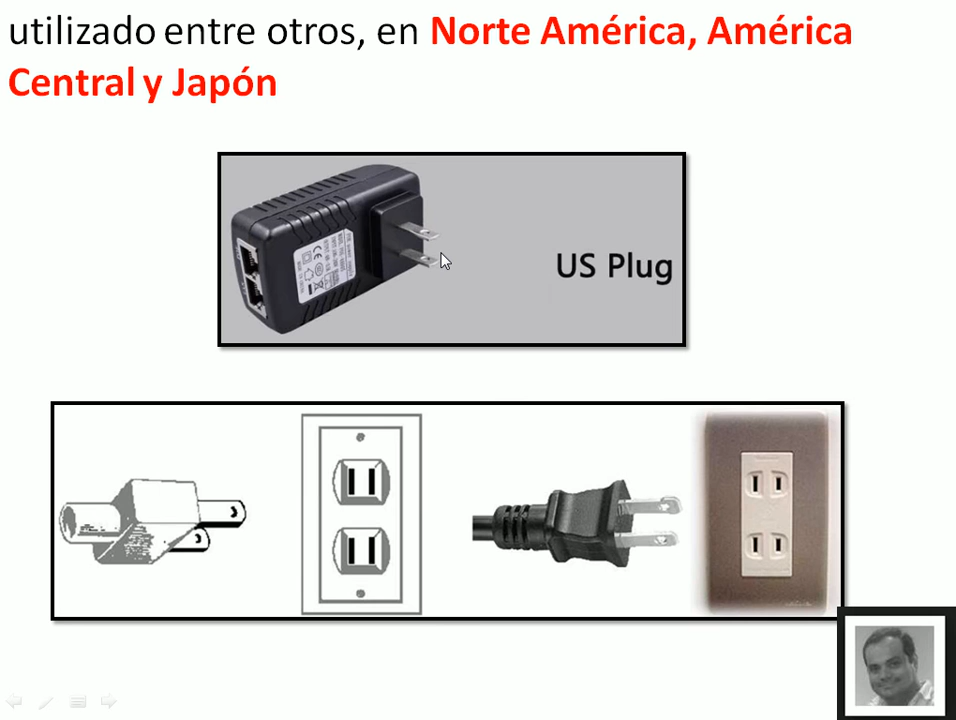 utilizado entre otros, en Norte América, América
Central y Japón
US Plug